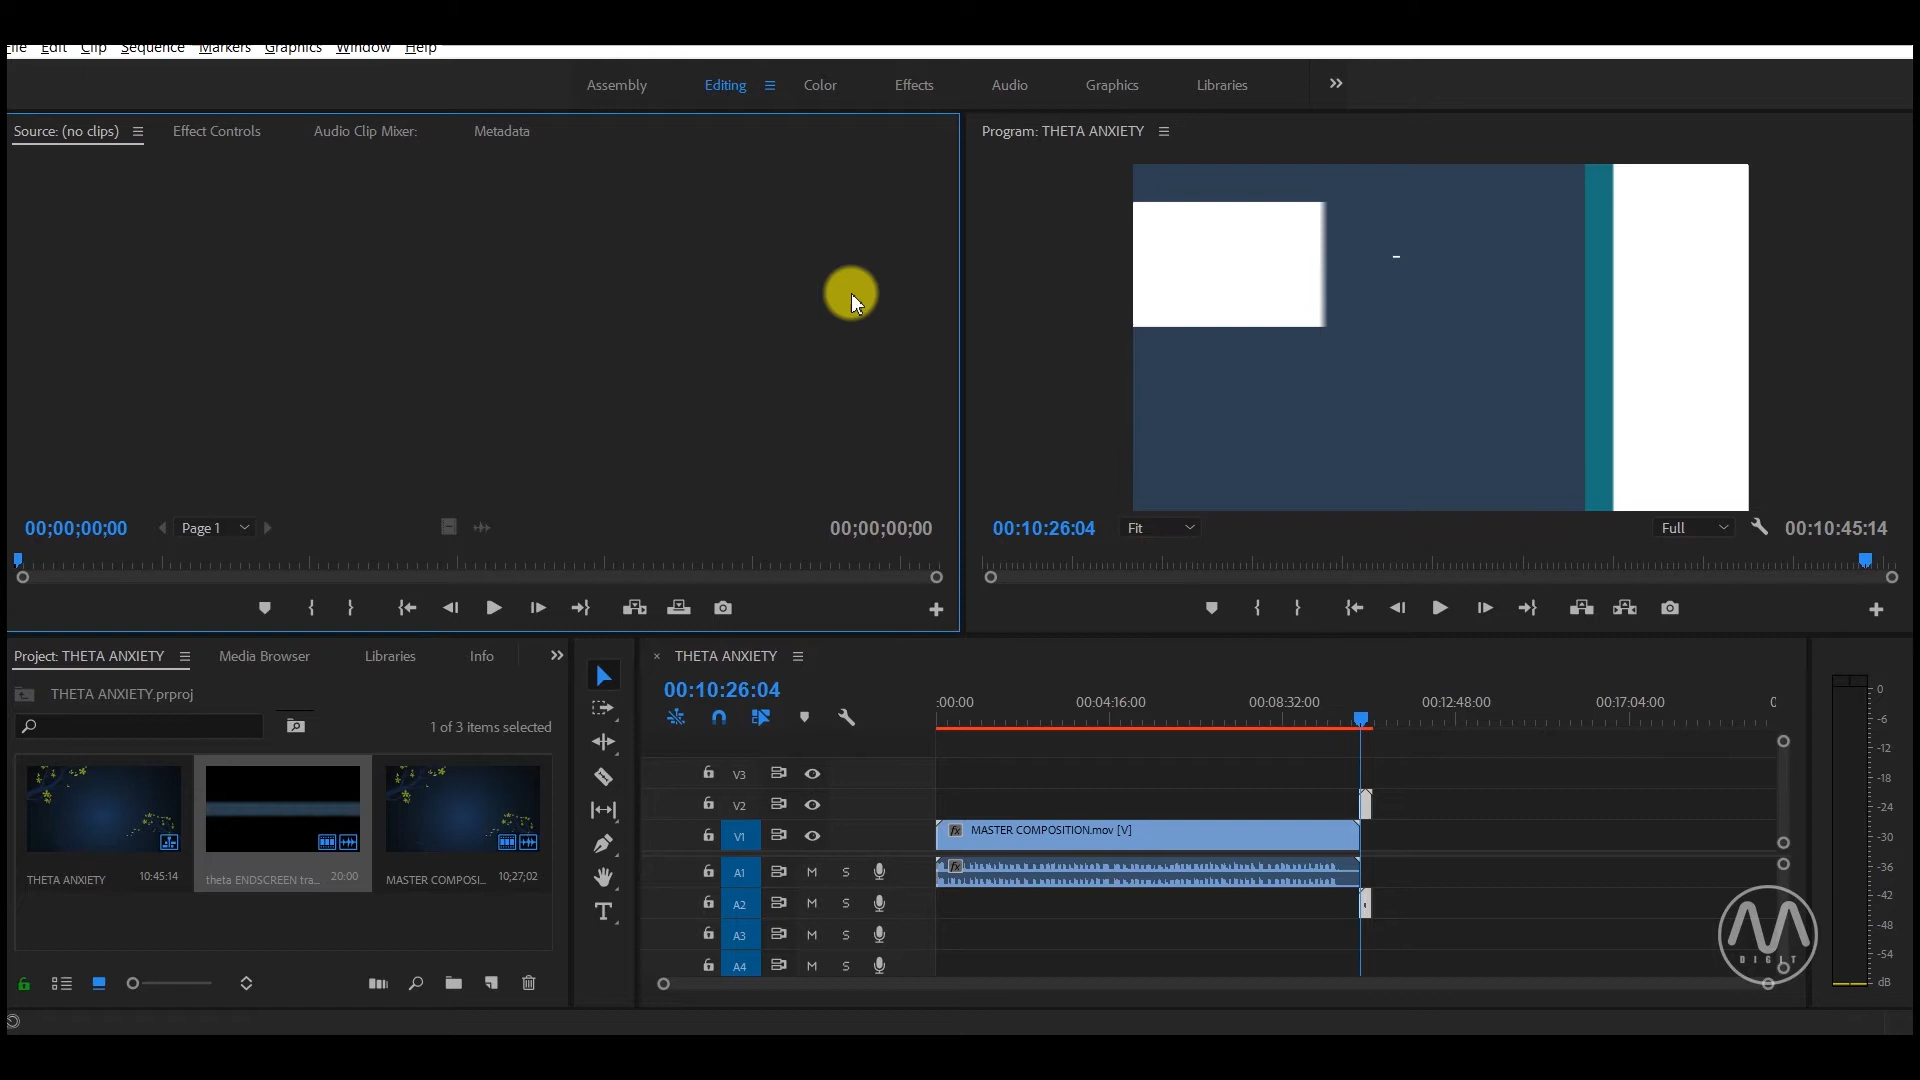 File Edit Clip Sequence Markers Graphics Window Help
Assembly Editing Color Effects Audio Graphics Libraries
Source: (no clips) Effect Controls Audio Clip Mixer: Metadata
Program: THETA ANXIETY
00;00;00;00 Page 1 00;00;00;00
00:10:26:04 Fit Full 00:10:45:14
Project: THETA ANXIETY Media Browser Libraries Info
THETA ANXIETY.prproj
1 of 3 items selected
THETA ANXIETY 10:45:14
theta ENDSCREEN tra... 20:00
MASTER COMPOSI... 10;27;02
× THETA ANXIETY
00:10:26:04
:00:00 00:04:16:00 00:08:32:00 00:12:48:00 00:17:04:00 0
V3
V2
V1 fx MASTER COMPOSITION.mov [V]
A1 M S fx
A2 M S
A3 M S
A4 M S
0
-6
-12
-18
-24
-30
-36
-42
-48
-54
dB
DIGIT